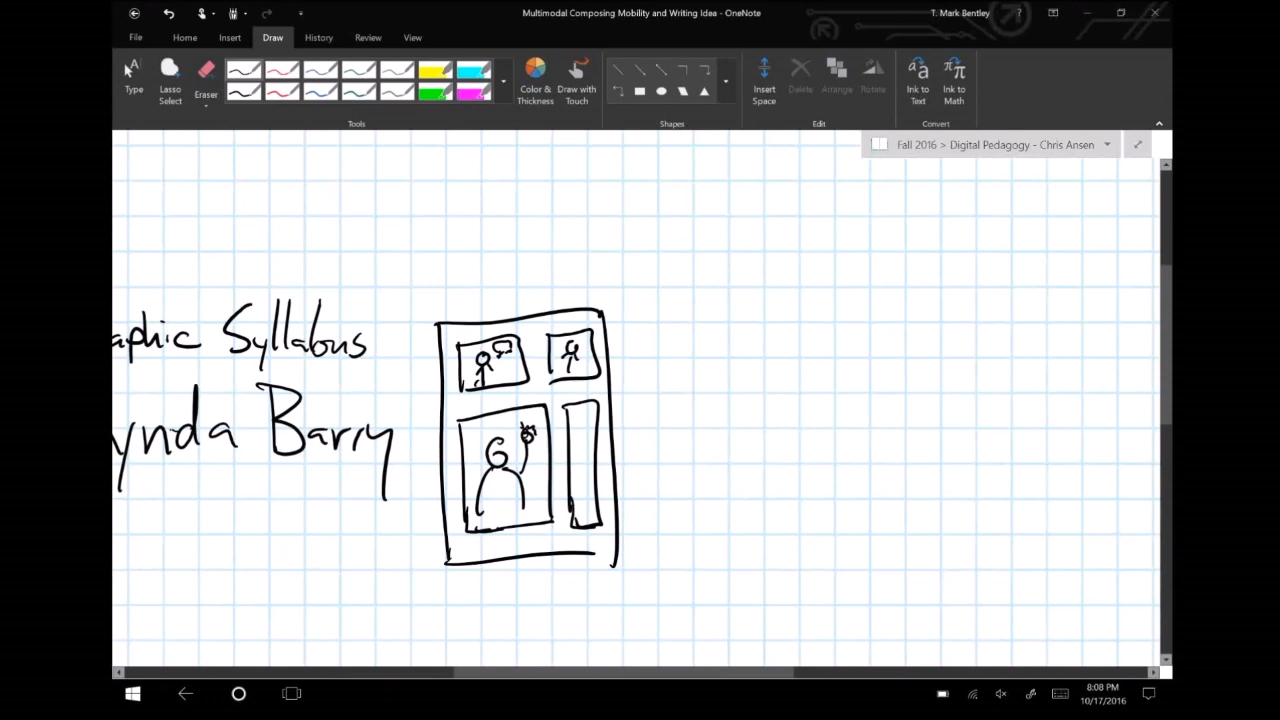 Multimodal Composing Mobility and Writing Idea - OneNote
T. Mark Bentley
?
File Home Insert Draw History Review View
Type
Lasso Select
Eraser
Color & Thickness
Draw with Touch
Insert Space
Delete
Arrange
Rotate
Ink to Text
Ink to Math
Tools
Shapes
Edit
Convert
Fall 2016 > Digital Pedagogy - Chris Ansen
aphic Syllabus
ynda Barry
8:08 PM
10/17/2016